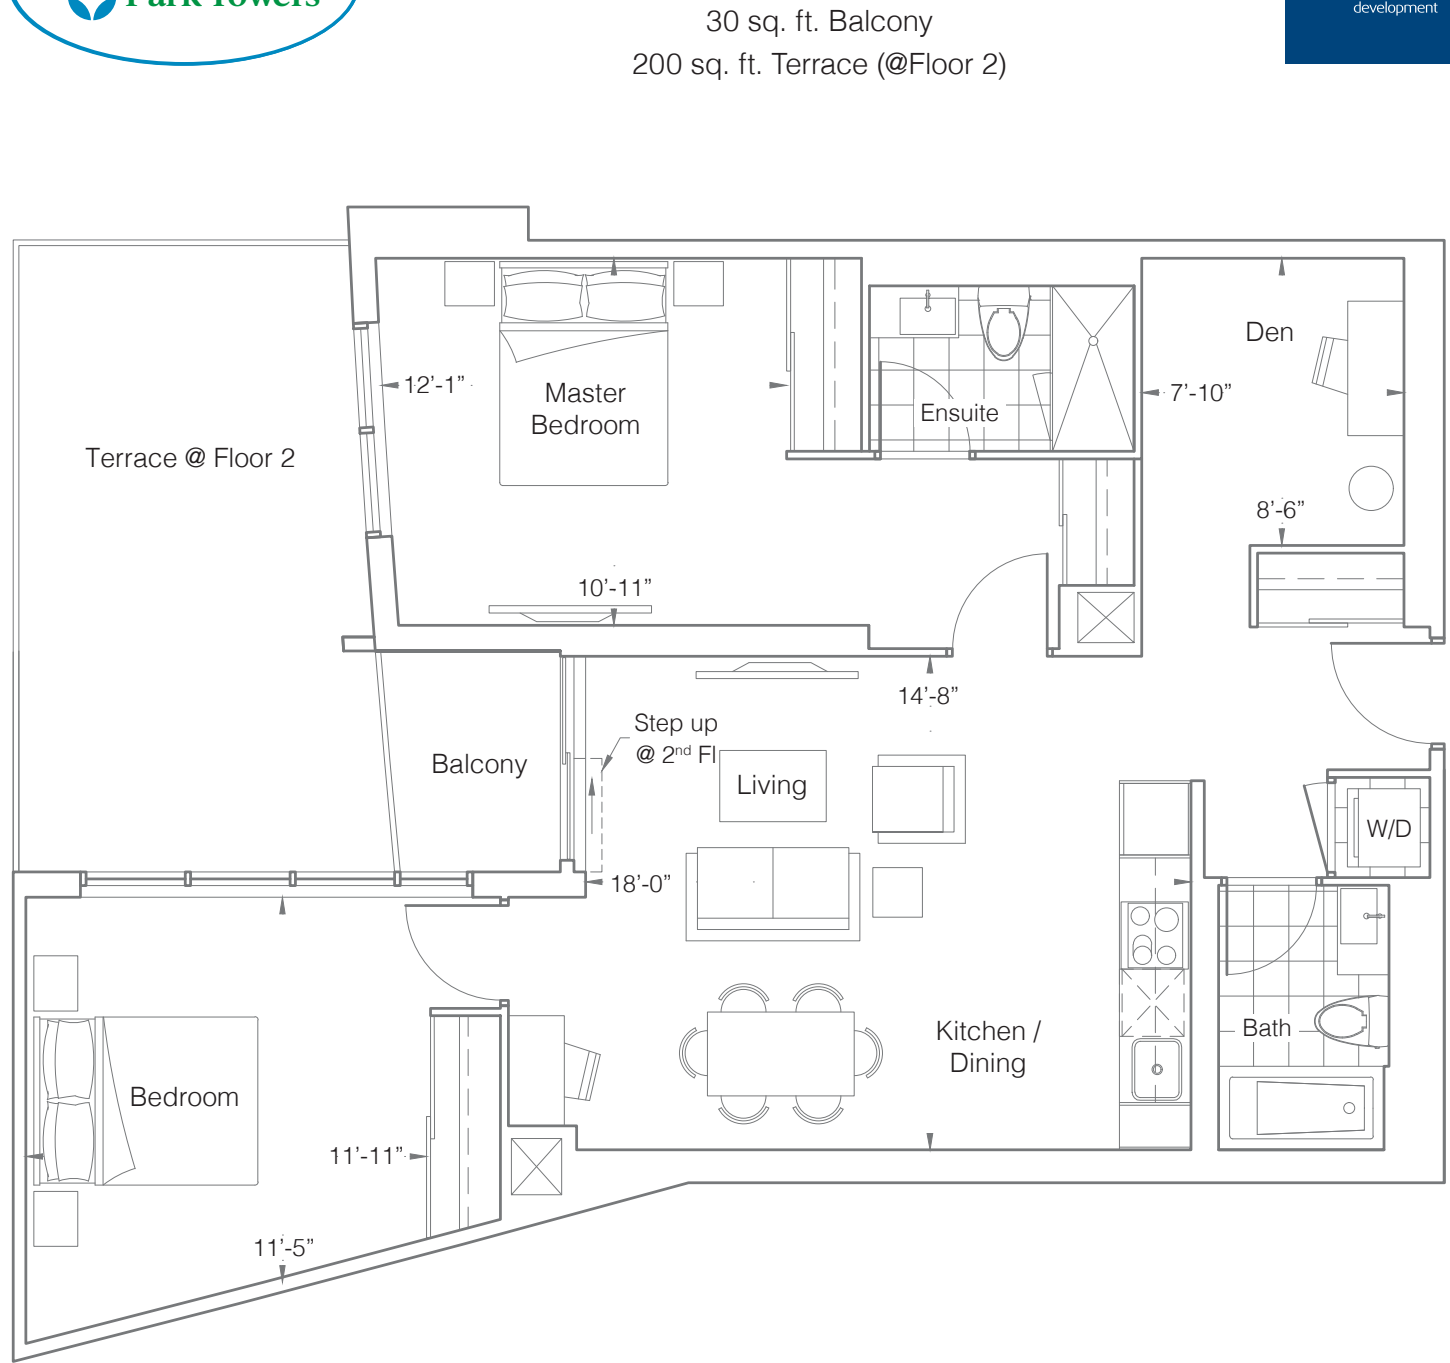 Park Towers
30 sq. ft. Balcony
200 sq. ft. Terrace (@Floor 2)
development
Den
12'-1"
Master
Bedroom
7'-10"
Ensuite
Terrace @ Floor 2
8'-6"
10'-11"
14'-8"
Step up
@ 2nd Fl
Balcony
Living
W/D
18'-0"
Kitchen /
Dining
Bath
Bedroom
11'-11"
11'-5"